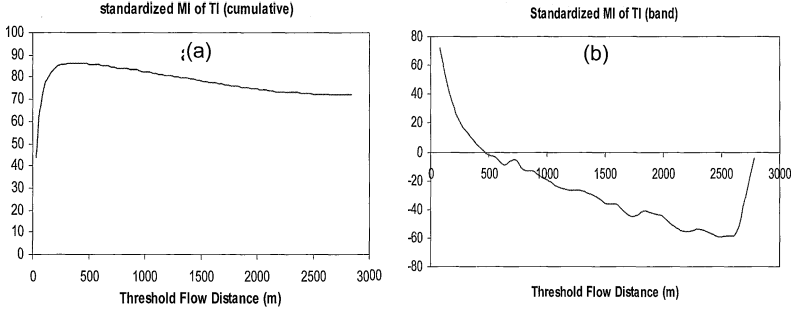 standardized MI of TI (cumulative)
(a)
100
90
80
70
60
50
40
30
20
10
0
0 500 1000 1500 2000 2500 3000
Threshold Flow Distance (m)
Standardized MI of TI (band)
(b)
80
60
40
20
0
-20
-40
-60
-80
0 500 1000 1500 2000 2500 3000
Threshold Flow Distance (m)